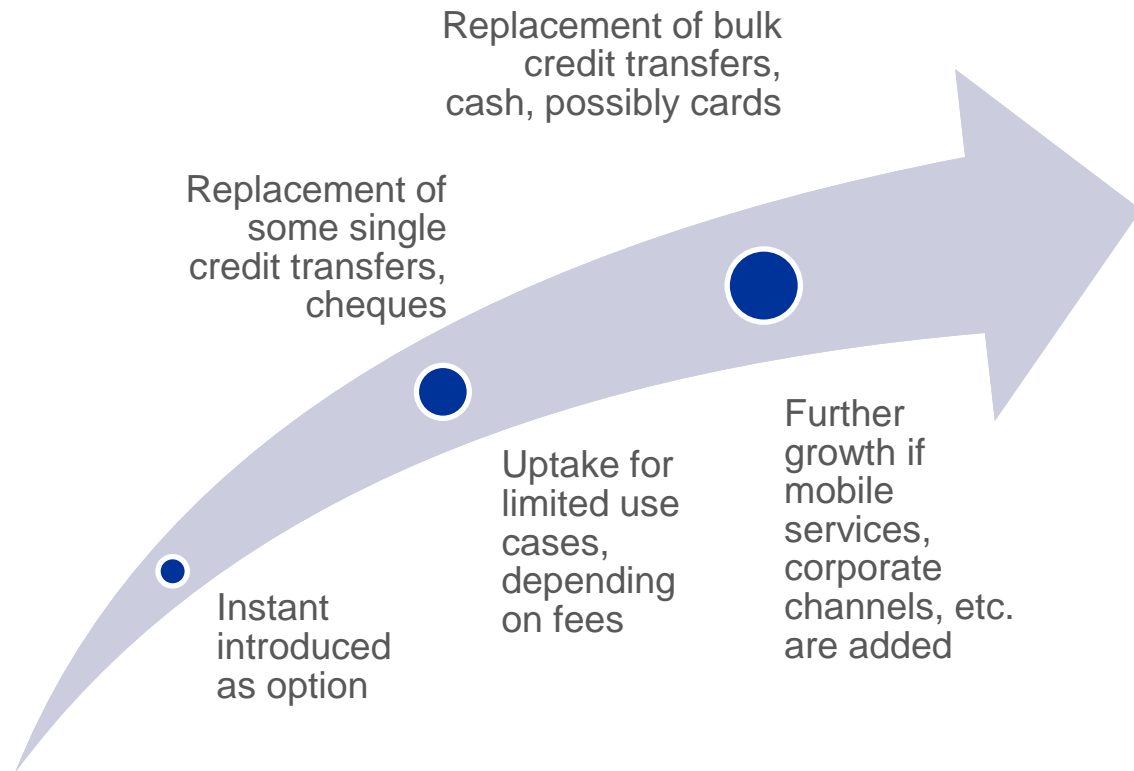 Replacement of bulk
credit transfers,
cash, possibly cards
Replacement of
some single
credit transfers,
cheques
Further
growth if
mobile
services,
corporate
channels, etc.
are added
Uptake for
limited use
cases,
depending
on fees
Instant
introduced
as option